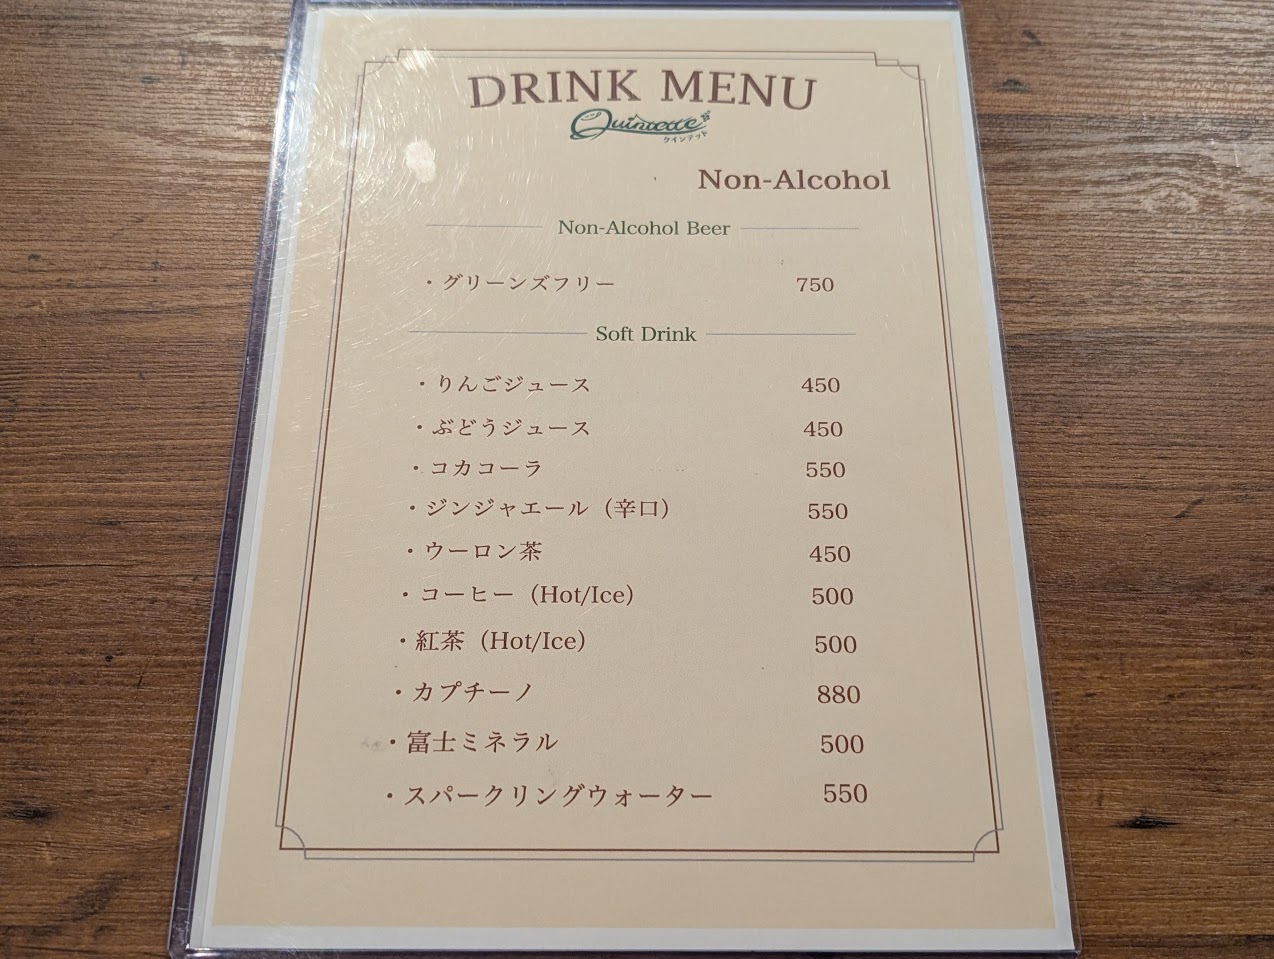 DRINK MENU
Quintette
クインテット
Non-Alcohol
Non-Alcohol Beer
・グリーンズフリー 750
Soft Drink
・りんごジュース 450
・ぶどうジュース 450
・コカコーラ 550
・ジンジャエール（辛口） 550
・ウーロン茶 450
・コーヒー（Hot/Ice） 500
・紅茶（Hot/Ice） 500
・カプチーノ 880
・富士ミネラル 500
・スパークリングウォーター 550